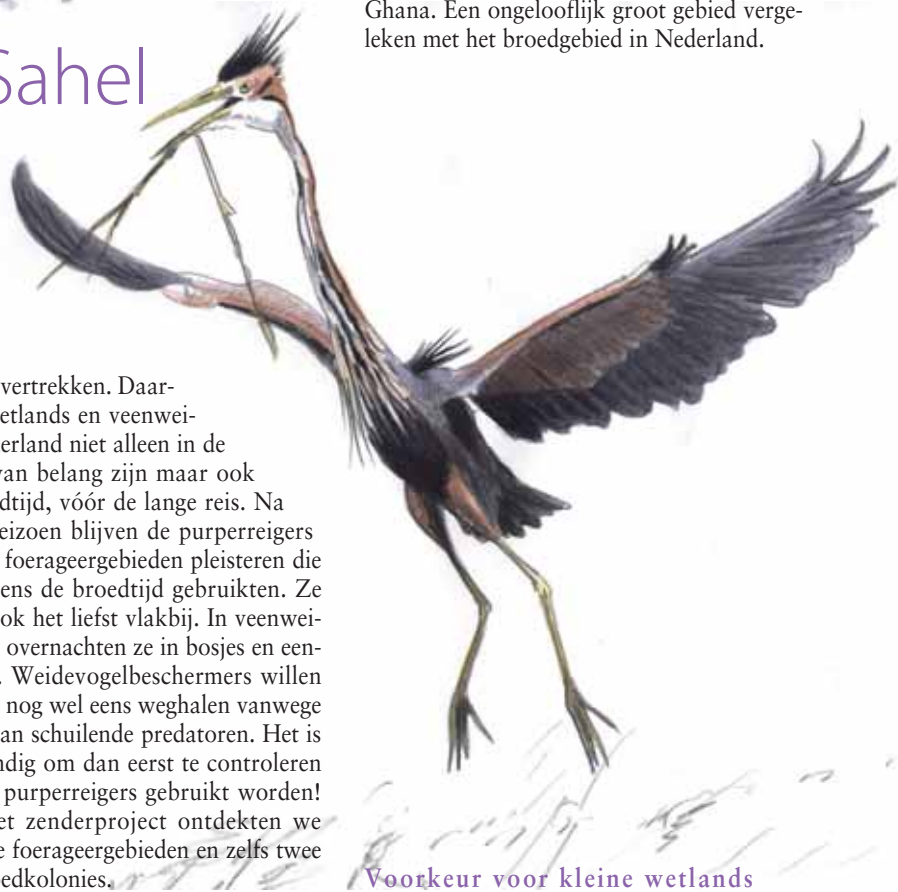 Sahel
vertrekken. Daar-
etlands en veenwei-
erland niet alleen in de
van belang zijn maar ook
dtijd, vóór de lange reis. Na
eizoen blijven de purperreigers
foerageergebieden pleisteren die
ens de broedtijd gebruikten. Ze
ook het liefst vlakbij. In veenwei-
overnachten ze in bosjes en een-
. Weidevogelbeschermers willen
nog wel eens weghalen vanwege
an schuilende predatoren. Het is
ndig om dan eerst te controleren
purperreigers gebruikt worden!
et zenderproject ontdekten we
e foerageergebieden en zelfs twee
edkolonies.
Ghana. Een ongelooflijk groot gebied verge-
leken met het broedgebied in Nederland.
Voorkeur voor kleine wetlands